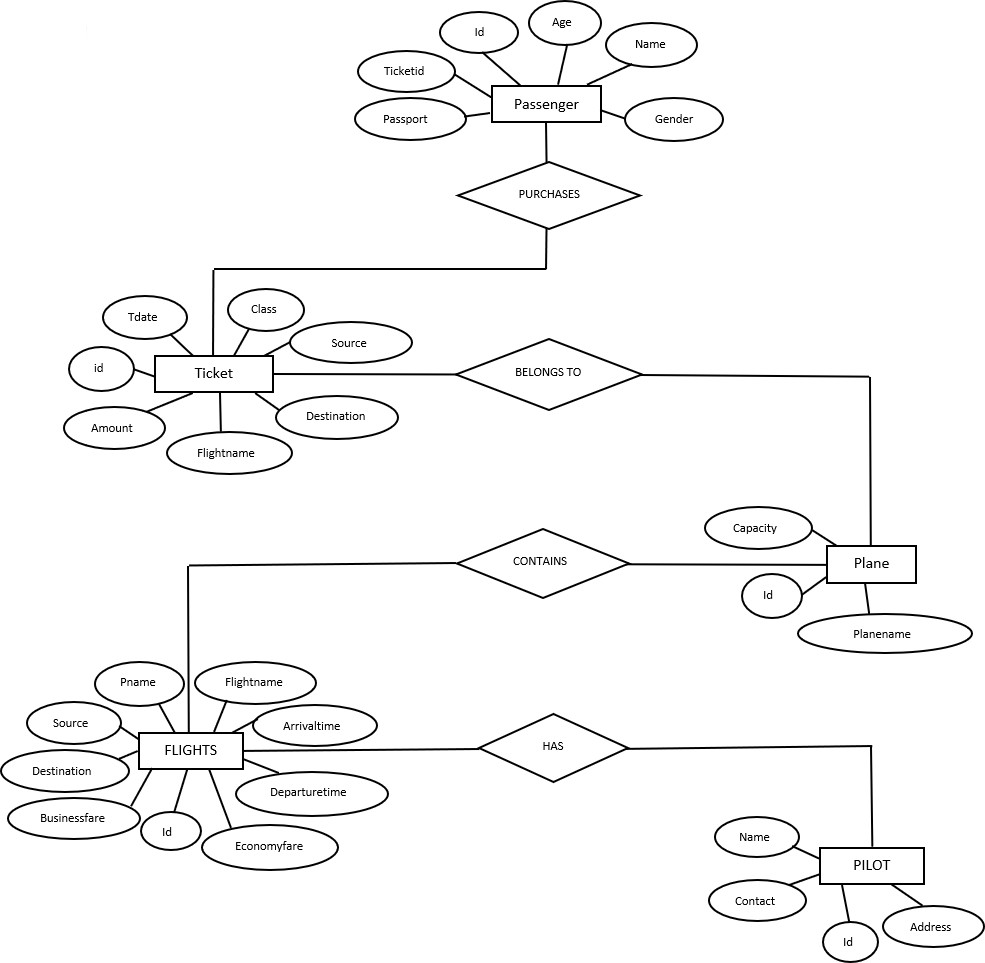 Age
Id
Name
Ticketid
Passenger
Passport
Gender
PURCHASES
Class
Tdate
Source
id
Ticket
BELONGS TO
Destination
Amount
Flightname
Capacity
CONTAINS
Plane
Id
Planename
Pname
Flightname
Source
Arrivaltime
FLIGHTS
HAS
Destination
Departuretime
Businessfare
Id
Economyfare
Name
PILOT
Contact
Address
Id